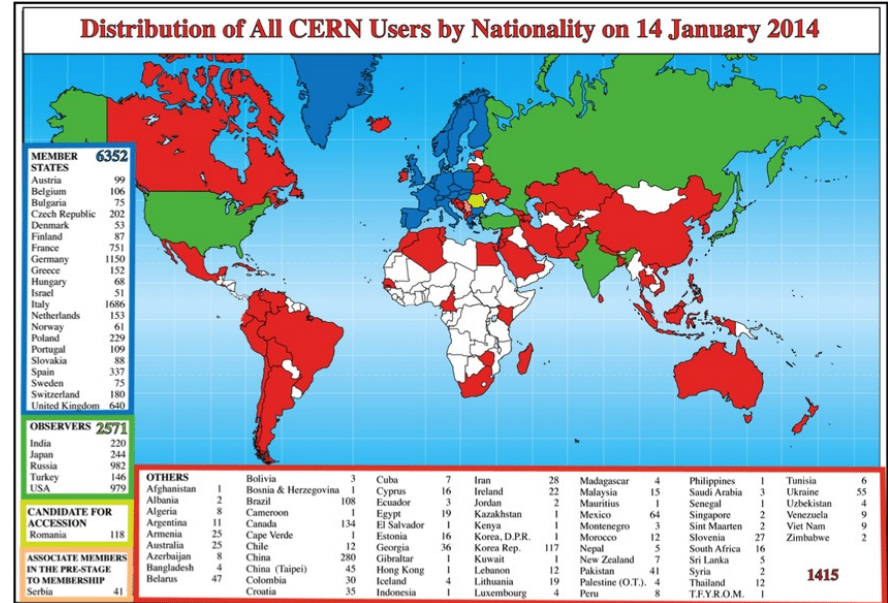 Distribution of All CERN Users by Nationality on 14 January 2014
MEMBER 6352
STATES
Austria 99
Belgium 106
Bulgaria 75
Czech Republic 202
Denmark 53
Finland 87
France 751
Germany 1150
Greece 152
Hungary 68
Israel 51
Italy 1686
Netherlands 153
Norway 61
Poland 229
Portugal 109
Slovakia 88
Spain 337
Sweden 75
Switzerland 180
United Kingdom 640
OBSERVERS 2571
India 220
Japan 244
Russia 982
Turkey 146
USA 979
CANDIDATE FOR
ACCESSION
Romania 118
ASSOCIATE MEMBERS
IN THE PRE-STAGE
TO MEMBERSHIP
Serbia 41
OTHERS
Afghanistan 1
Albania 2
Algeria 8
Argentina 11
Armenia 25
Australia 25
Azerbaijan 8
Bangladesh 4
Belarus 47
Bolivia 3
Bosnia & Herzegovina 1
Brazil 108
Cameroon 1
Canada 134
Cape Verde 1
Chile 12
China 280
China (Taipei) 45
Colombia 30
Croatia 35
Cuba 7
Cyprus 16
Ecuador 3
Egypt 19
El Salvador 1
Estonia 16
Georgia 36
Gibraltar 1
Hong Kong 1
Iceland 4
Indonesia 1
Iran 28
Ireland 22
Jordan 2
Kazakhstan 1
Kenya 1
Korea, D.P.R. 1
Korea Rep. 117
Kuwait 1
Lebanon 12
Lithuania 19
Luxembourg 4
Madagascar 4
Malaysia 15
Mauritius 1
Mexico 64
Montenegro 3
Morocco 12
Nepal 5
New Zealand 7
Pakistan 41
Palestine (O.T.). 4
Peru 8
Philippines 1
Saudi Arabia 3
Senegal 1
Singapore 2
Sint Maarten 2
Slovenia 27
South Africa 16
Sri Lanka 5
Syria 2
Thailand 12
T.F.Y.R.O.M. 1
Tunisia 6
Ukraine 55
Uzbekistan 4
Venezuela 9
Viet Nam 9
Zimbabwe 2
1415